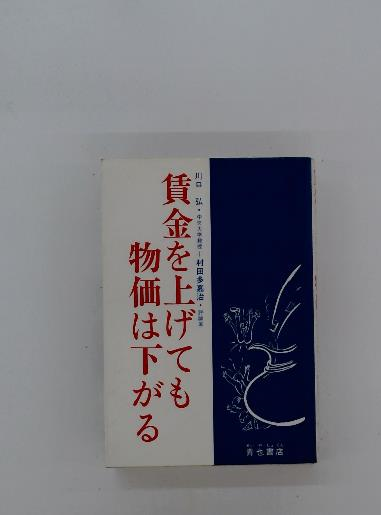 川口 弘・中央大学教授 ― 村田多嘉治・評論家
賃金を上げても
物価は下がる
青也書店